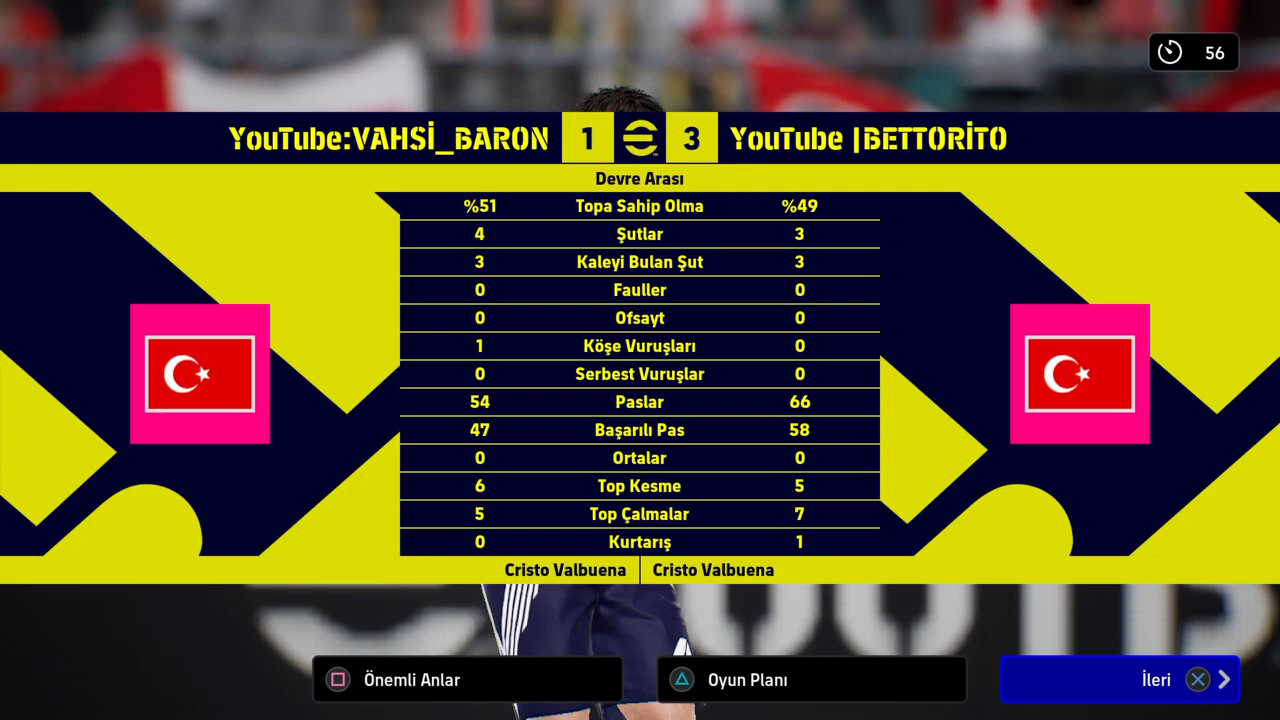 56
YouTube:VAHSİ_BARON 1 3 YouTube |BETTORİTO
Devre Arası
%51 Topa Sahip Olma %49
4 Şutlar 3
3 Kaleyi Bulan Şut 3
0 Fauller 0
0 Ofsayt 0
1 Köşe Vuruşları 0
0 Serbest Vuruşlar 0
54 Paslar 66
47 Başarılı Pas 58
0 Ortalar 0
6 Top Kesme 5
5 Top Çalmalar 7
0 Kurtarış 1
Cristo Valbuena Cristo Valbuena
Önemli Anlar Oyun Planı İleri